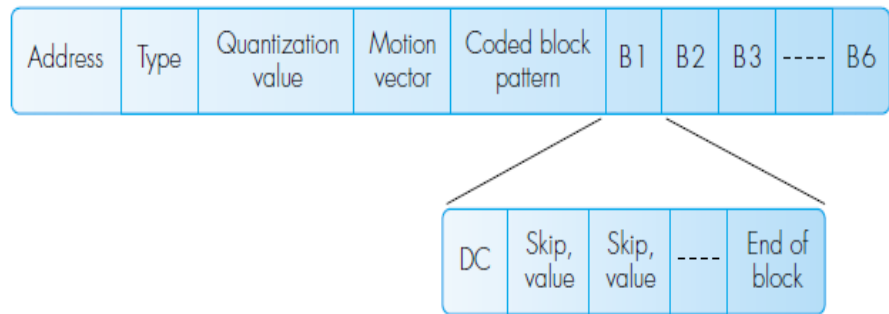 Address Type Quantization value Motion vector Coded block pattern B1 B2 B3 ---- B6
DC Skip, value Skip, value ---- End of block